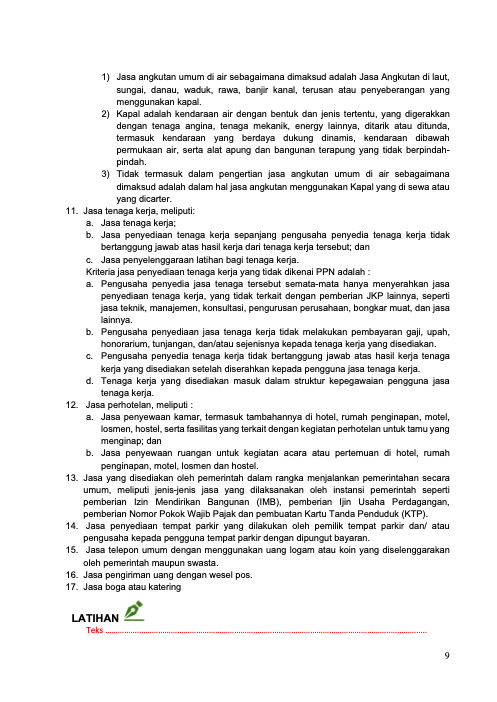 1) Jasa angkutan umum di air sebagaimana dimaksud adalah Jasa Angkutan di laut,
sungai, danau, waduk, rawa, banjir kanal, terusan atau penyeberangan yang
menggunakan kapal.
2) Kapal adalah kendaraan air dengan bentuk dan jenis tertentu, yang digerakkan
dengan tenaga angina, tenaga mekanik, energy lainnya, ditarik atau ditunda,
termasuk kendaraan yang berdaya dukung dinamis, kendaraan dibawah
permukaan air, serta alat apung dan bangunan terapung yang tidak berpindah-
pindah.
3) Tidak termasuk dalam pengertian jasa angkutan umum di air sebagaimana
dimaksud adalah dalam hal jasa angkutan menggunakan Kapal yang di sewa atau
yang dicarter.
11. Jasa tenaga kerja, meliputi:
a. Jasa tenaga kerja;
b. Jasa penyediaan tenaga kerja sepanjang pengusaha penyedia tenaga kerja tidak
bertanggung jawab atas hasil kerja dari tenaga kerja tersebut; dan
c. Jasa penyelenggaraan latihan bagi tenaga kerja.
Kriteria jasa penyediaan tenaga kerja yang tidak dikenai PPN adalah :
a. Pengusaha penyedia jasa tenaga tersebut semata-mata hanya menyerahkan jasa
penyediaan tenaga kerja, yang tidak terkait dengan pemberian JKP lainnya, seperti
jasa teknik, manajemen, konsultasi, pengurusan perusahaan, bongkar muat, dan jasa
lainnya.
b. Pengusaha penyediaan jasa tenaga kerja tidak melakukan pembayaran gaji, upah,
honorarium, tunjangan, dan/atau sejenisnya kepada tenaga kerja yang disediakan.
c. Pengusaha penyedia tenaga kerja tidak bertanggung jawab atas hasil kerja tenaga
kerja yang disediakan setelah diserahkan kepada pengguna jasa tenaga kerja.
d. Tenaga kerja yang disediakan masuk dalam struktur kepegawaian pengguna jasa
tenaga kerja.
12. Jasa perhotelan, meliputi :
a. Jasa penyewaan kamar, termasuk tambahannya di hotel, rumah penginapan, motel,
losmen, hostel, serta fasilitas yang terkait dengan kegiatan perhotelan untuk tamu yang
menginap; dan
b. Jasa penyewaan ruangan untuk kegiatan acara atau pertemuan di hotel, rumah
penginapan, motel, losmen dan hostel.
13. Jasa yang disediakan oleh pemerintah dalam rangka menjalankan pemerintahan secara
umum, meliputi jenis-jenis jasa yang dilaksanakan oleh instansi pemerintah seperti
pemberian Izin Mendirikan Bangunan (IMB), pemberian Ijin Usaha Perdagangan,
pemberian Nomor Pokok Wajib Pajak dan pembuatan Kartu Tanda Penduduk (KTP).
14. Jasa penyediaan tempat parkir yang dilakukan oleh pemilik tempat parkir dan/ atau
pengusaha kepada pengguna tempat parkir dengan dipungut bayaran.
15. Jasa telepon umum dengan menggunakan uang logam atau koin yang diselenggarakan
oleh pemerintah maupun swasta.
16. Jasa pengiriman uang dengan wesel pos.
17. Jasa boga atau katering
LATIHAN
Teks ................................................................................................................................
9